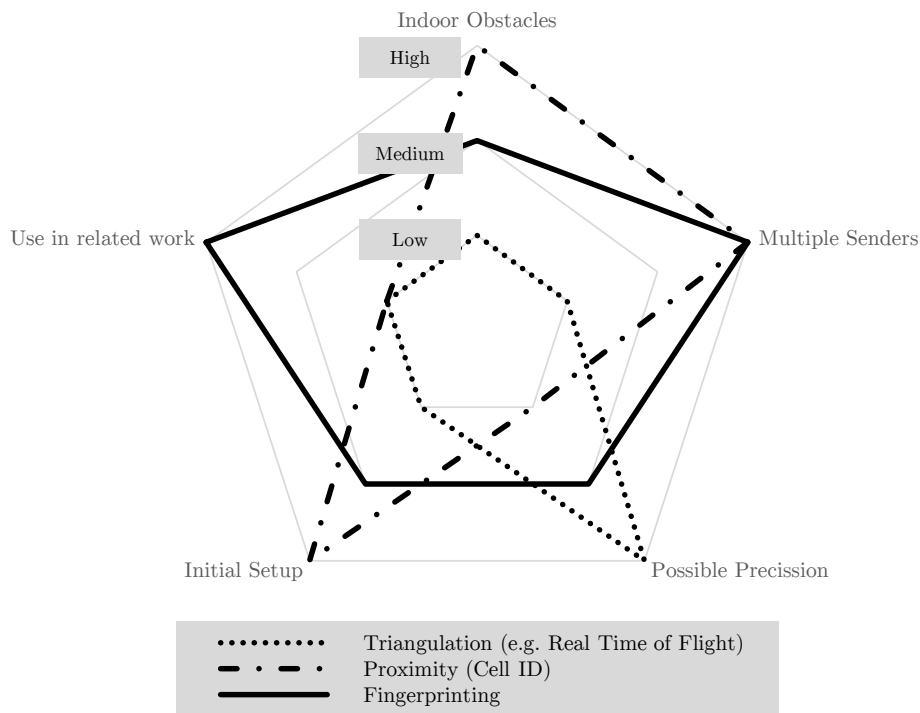 Indoor Obstacles
High
Medium
Low
Use in related work
Multiple Senders
Initial Setup
Possible Precission
Triangulation (e.g. Real Time of Flight)
Proximity (Cell ID)
Fingerprinting